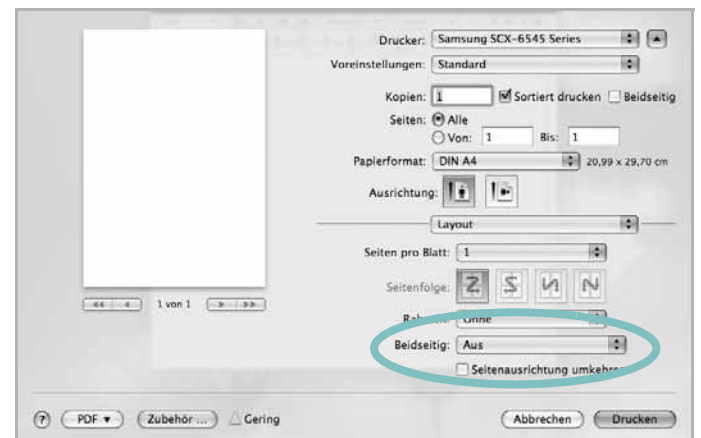 Drucker: Samsung SCX-6545 Series
Voreinstellungen: Standard
Kopien: 1 Sortiert drucken Beidseitig
Seiten: Alle
Von: 1 Bis: 1
Papierformat: DIN A4 20,99 x 29,70 cm
Ausrichtung:
Layout
Seiten pro Blatt: 1
Seitenfolge:
1 von 1
Ohne
Beidseitig: Aus
Seitenausrichtung
? PDF Zubehör ... Gering Abbrechen Drucken